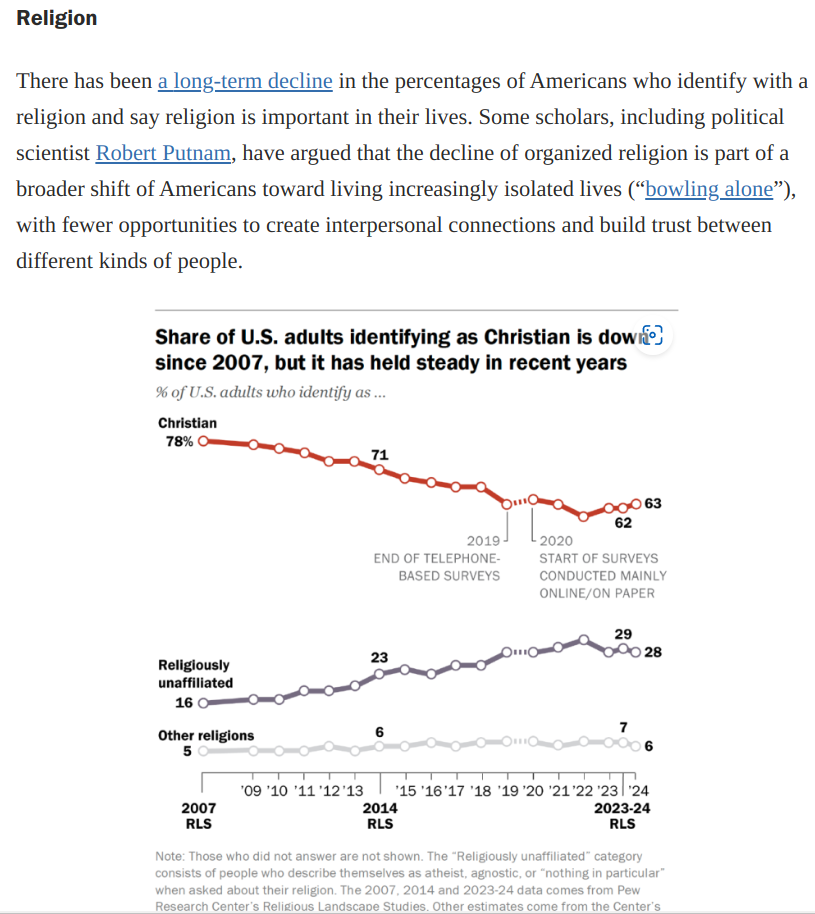 Religion
There has been a long-term decline in the percentages of Americans who identify with a
religion and say religion is important in their lives. Some scholars, including political
scientist Robert Putnam, have argued that the decline of organized religion is part of a
broader shift of Americans toward living increasingly isolated lives (“bowling alone”),
with fewer opportunities to create interpersonal connections and build trust between
different kinds of people.
Share of U.S. adults identifying as Christian is down
since 2007, but it has held steady in recent years
% of U.S. adults who identify as ...
Christian
78%
71
63
62
2019
END OF TELEPHONE-
BASED SURVEYS
2020
START OF SURVEYS
CONDUCTED MAINLY
ONLINE/ON PAPER
Religiously
unaffiliated
16
23
29
28
Other religions
5
6
7
6
'09 '10 '11 '12 '13 '15 '16 '17 '18 '19 '20 '21 '22 '23 '24
2007
RLS
2014
RLS
2023-24
RLS
Note: Those who did not answer are not shown. The “Religiously unaffiliated” category
consists of people who describe themselves as atheist, agnostic, or “nothing in particular”
when asked about their religion. The 2007, 2014 and 2023-24 data comes from Pew
Research Center’s Religious Landscape Studies. Other estimates come from the Center’s